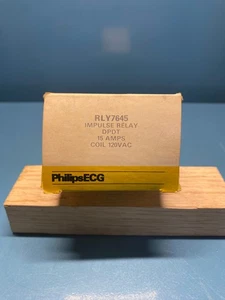 RLY7645
IMPULSE RELAY
DPDT
15 AMPS
COIL 120VAC
PhilipsECG